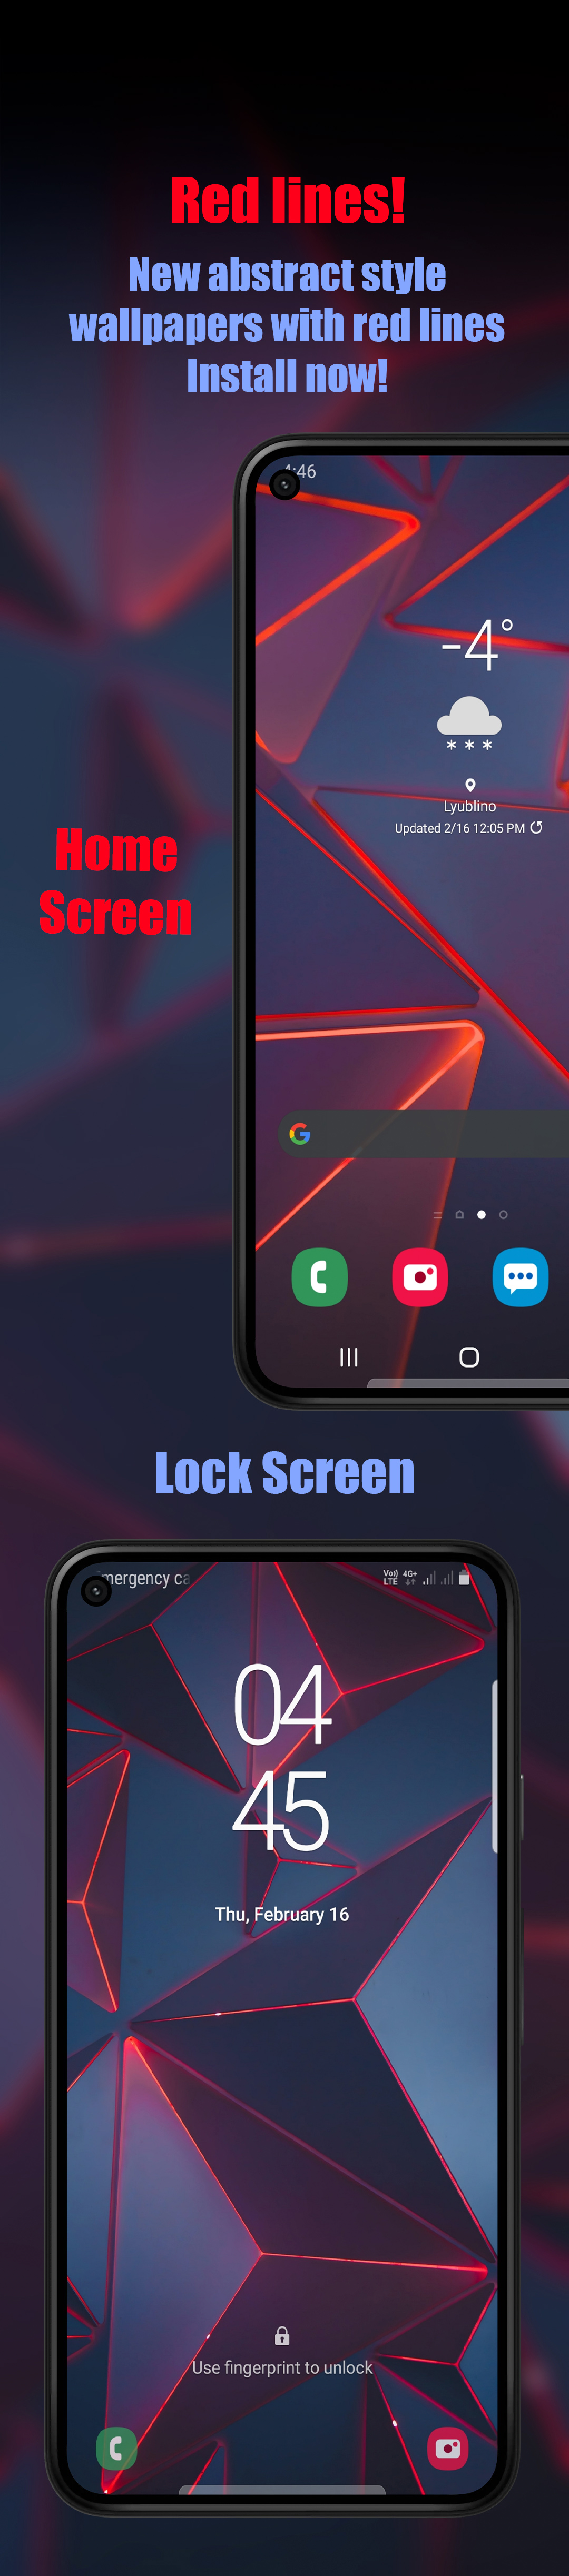 Red lines!
New abstract style
wallpapers with red lines
Install now!
4:46
-4°
Lyublino
Updated 2/16 12:05 PM
Home
Screen
Lock Screen
mergency ca
Vo)) LTE 4G+
04
45
Thu, February 16
Use fingerprint to unlock